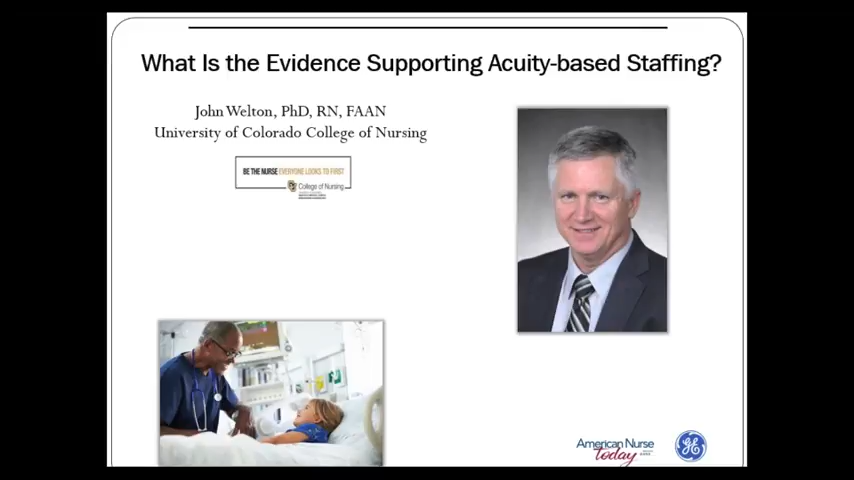 What Is the Evidence Supporting Acuity-based Staffing?
John Welton, PhD, RN, FAAN
University of Colorado College of Nursing
BE THE NURSE EVERYONE LOOKS TO FIRST
College of Nursing
American Nurse
Today